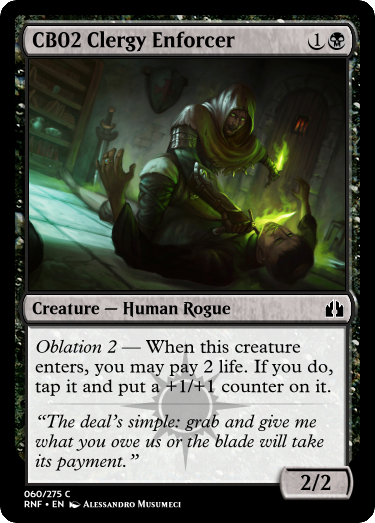 CB02 Clergy Enforcer 1
Creature — Human Rogue
Oblation 2 — When this creature
enters, you may pay 2 life. If you do,
tap it and put a +1/+1 counter on it.
“The deal’s simple: grab and give me
what you owe us or the blade will take
its payment.”
2/2
060/275 C
RNF • EN Alessandro Musumeci